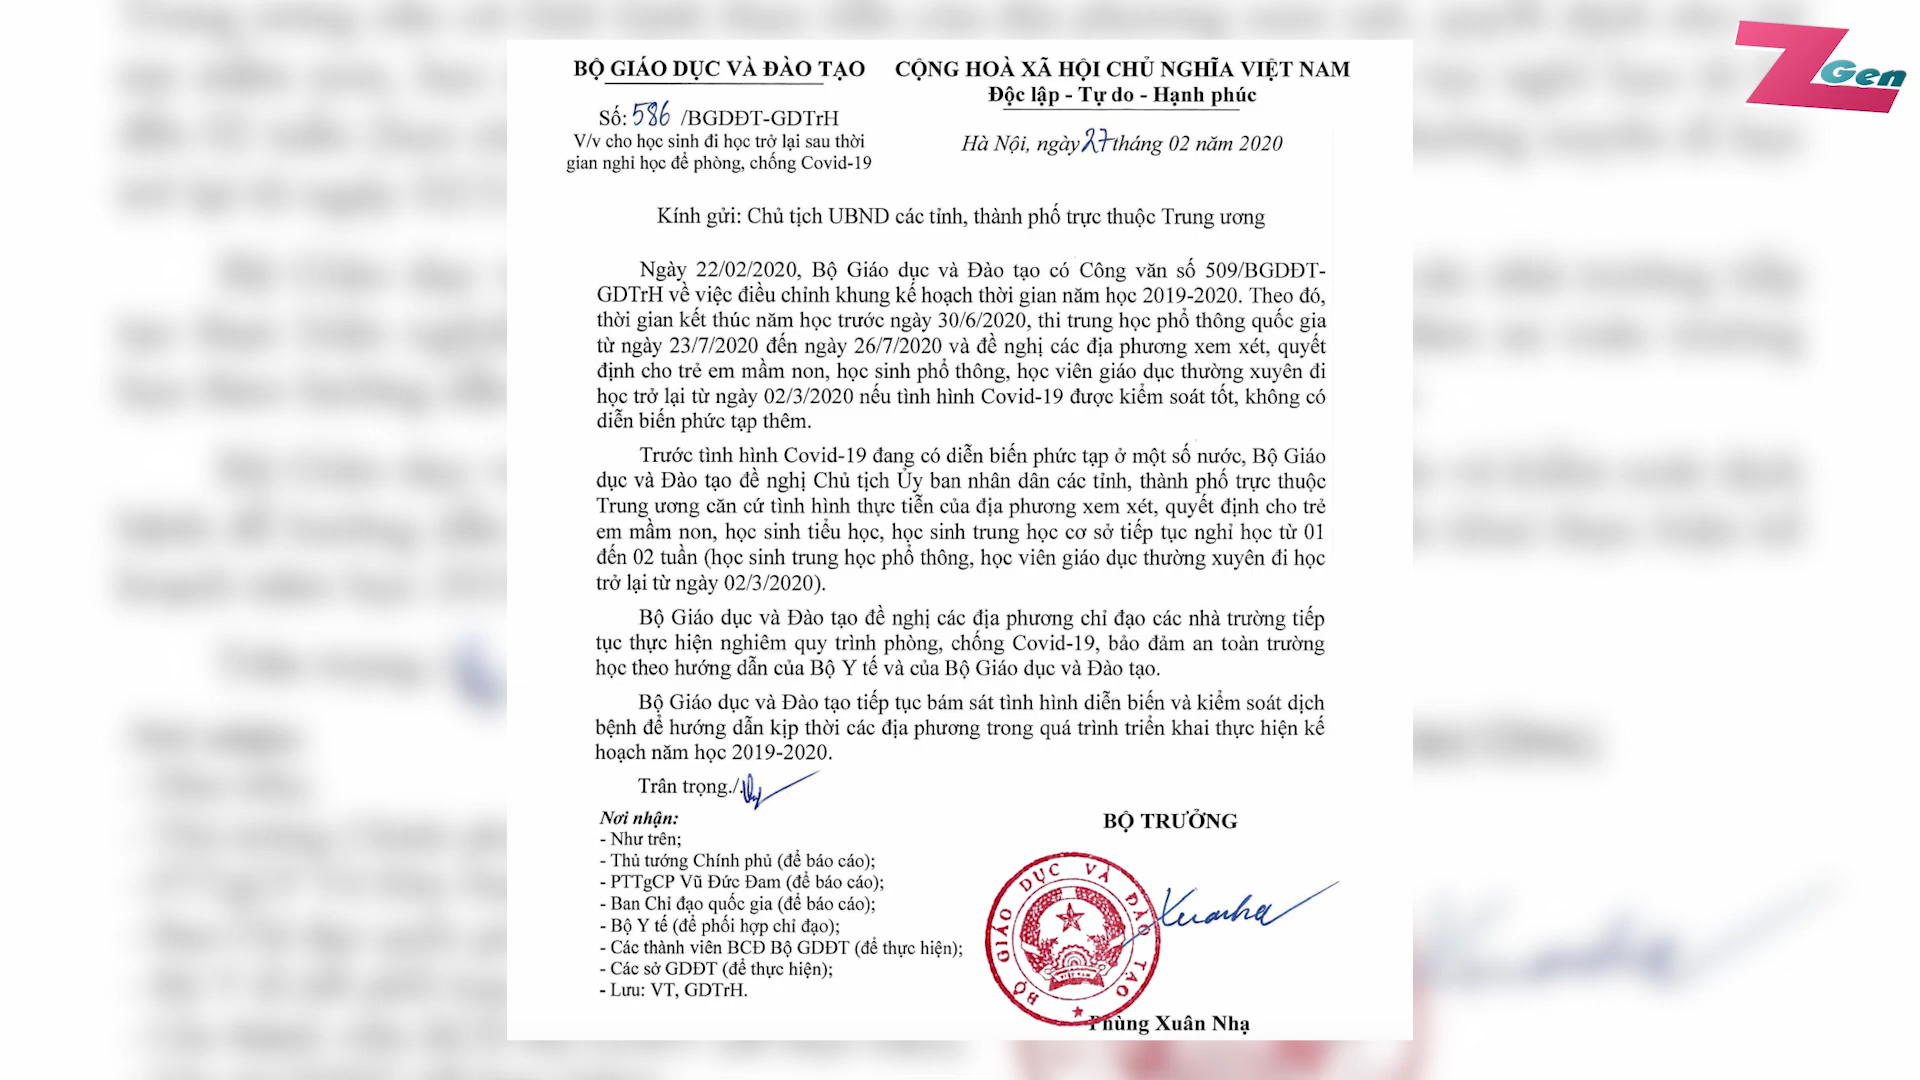 BỘ GIÁO DỤC VÀ ĐÀO TẠO
CỘNG HOÀ XÃ HỘI CHỦ NGHĨA VIỆT NAM
Độc lập - Tự do - Hạnh phúc
Số: 586 /BGDĐT-GDTrH
V/v cho học sinh đi học trở lại sau thời
gian nghỉ học để phòng, chống Covid-19
Hà Nội, ngày 27 tháng 02 năm 2020
Kính gửi: Chủ tịch UBND các tỉnh, thành phố trực thuộc Trung ương
Ngày 22/02/2020, Bộ Giáo dục và Đào tạo có Công văn số 509/BGDĐT-
GDTrH về việc điều chỉnh khung kế hoạch thời gian năm học 2019-2020. Theo đó,
thời gian kết thúc năm học trước ngày 30/6/2020, thi trung học phổ thông quốc gia
từ ngày 23/7/2020 đến ngày 26/7/2020 và đề nghị các địa phương xem xét, quyết
định cho trẻ em mầm non, học sinh phổ thông, học viên giáo dục thường xuyên đi
học trở lại từ ngày 02/3/2020 nếu tình hình Covid-19 được kiểm soát tốt, không có
diễn biến phức tạp thêm.
Trước tình hình Covid-19 đang có diễn biến phức tạp ở một số nước, Bộ Giáo
dục và Đào tạo đề nghị Chủ tịch Ủy ban nhân dân các tỉnh, thành phố trực thuộc
Trung ương căn cứ tình hình thực tiễn của địa phương xem xét, quyết định cho trẻ
em mầm non, học sinh tiểu học, học sinh trung học cơ sở tiếp tục nghỉ học từ 01
đến 02 tuần (học sinh trung học phổ thông, học viên giáo dục thường xuyên đi học
trở lại từ ngày 02/3/2020).
Bộ Giáo dục và Đào tạo đề nghị các địa phương chỉ đạo các nhà trường tiếp
tục thực hiện nghiêm quy trình phòng, chống Covid-19, bảo đảm an toàn trường
học theo hướng dẫn của Bộ Y tế và của Bộ Giáo dục và Đào tạo.
Bộ Giáo dục và Đào tạo tiếp tục bám sát tình hình diễn biến và kiểm soát dịch
bệnh để hướng dẫn kịp thời các địa phương trong quá trình triển khai thực hiện kế
hoạch năm học 2019-2020.
Trân trọng./.
Nơi nhận:
- Như trên;
- Thủ tướng Chính phủ (để báo cáo);
- PTTgCP Vũ Đức Đam (để báo cáo);
- Ban Chỉ đạo quốc gia (để báo cáo);
- Bộ Y tế (để phối hợp chỉ đạo);
- Các thành viên BCĐ Bộ GDĐT (để thực hiện);
- Các sở GDĐT (để thực hiện);
- Lưu: VT, GDTrH.
BỘ TRƯỞNG
BỘ GIÁO DỤC VÀ ĐÀO TẠO
Phùng Xuân Nhạ
Z Gen